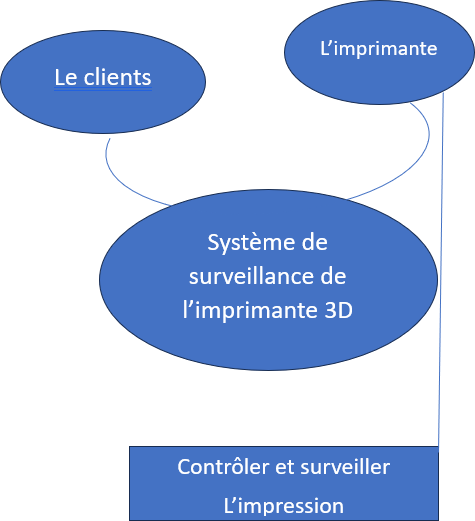 Le clients
L’imprimante
Système de
surveillance de
l’imprimante 3D
Contrôler et surveiller
L’impression